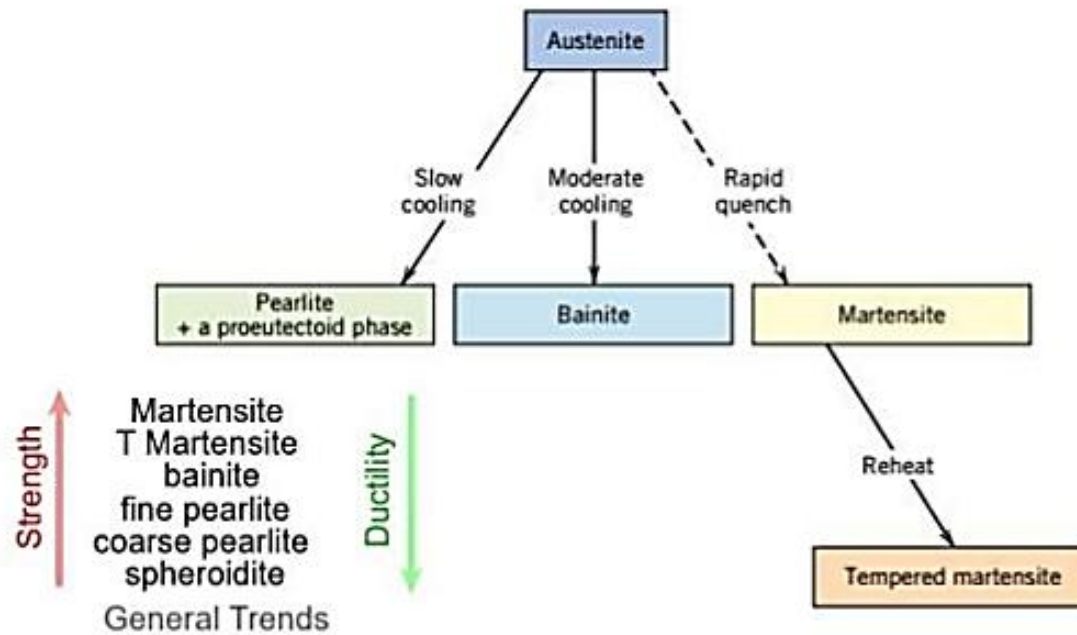 Austenite
Slow
cooling
Moderate
cooling
Rapid
quench
Pearlite
+ a proeutectoid phase
Bainite
Martensite
Reheat
Tempered martensite
Strength
Martensite
T Martensite
bainite
fine pearlite
coarse pearlite
spheroidite
Ductility
General Trends